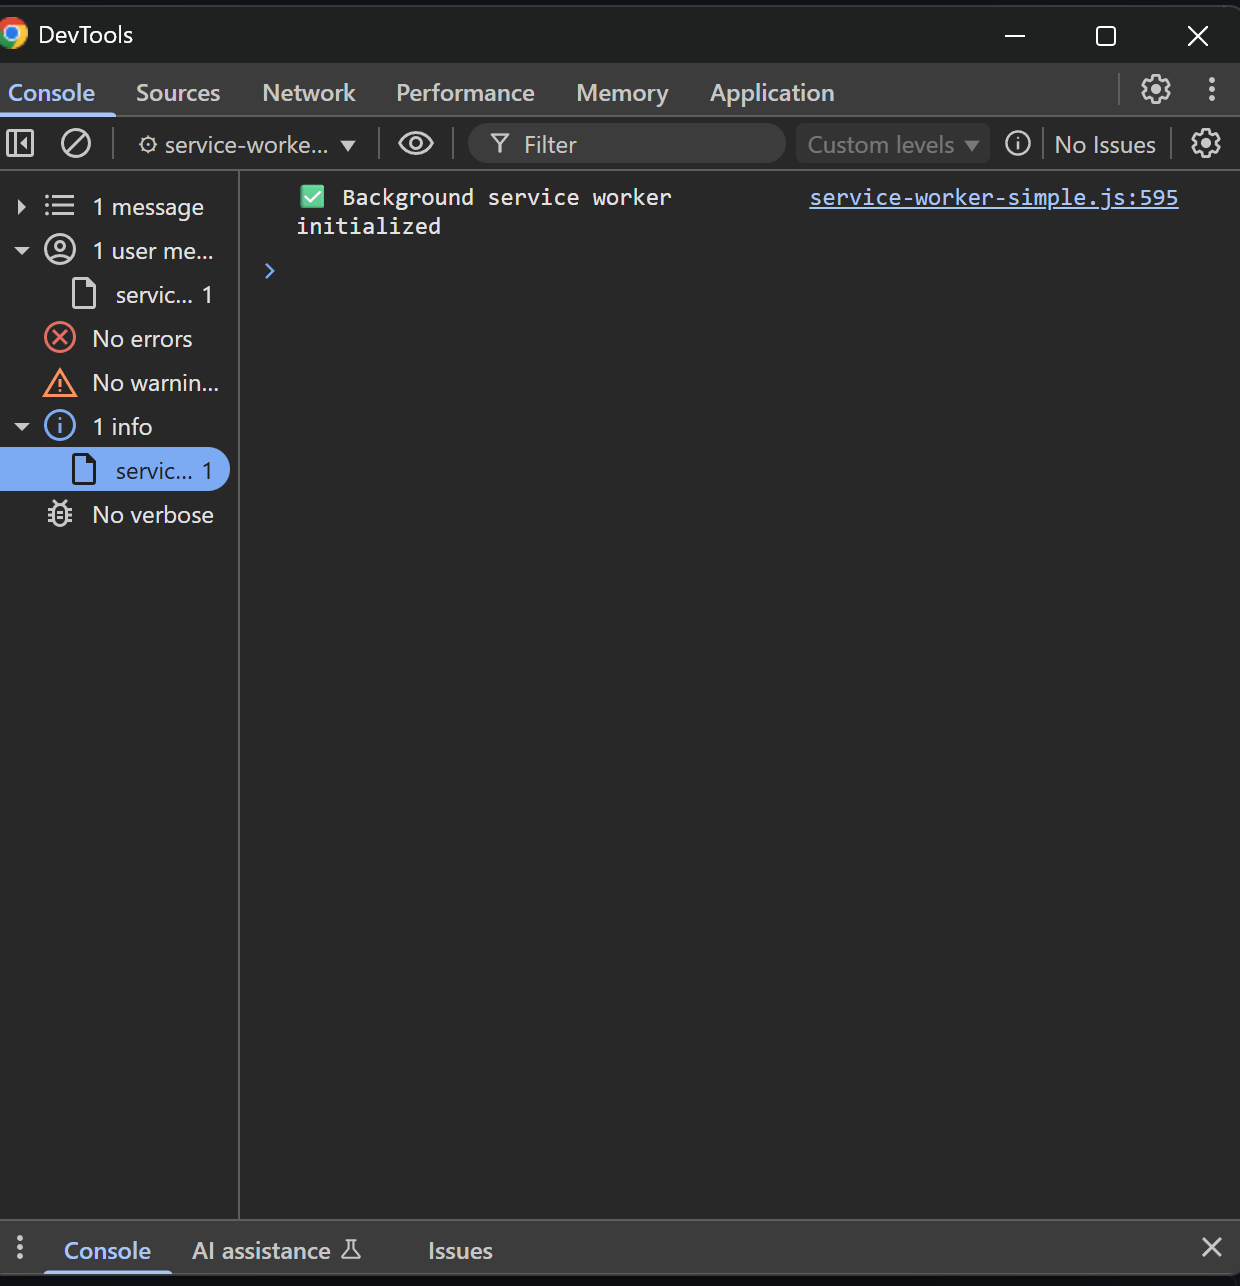 DevTools
Console Sources Network Performance Memory Application
service-worke... Filter Custom levels No Issues
1 message
1 user me...
servic... 1
No errors
No warnin...
1 info
servic... 1
No verbose
✅ Background service worker service-worker-simple.js:595
initialized
Console AI assistance Issues